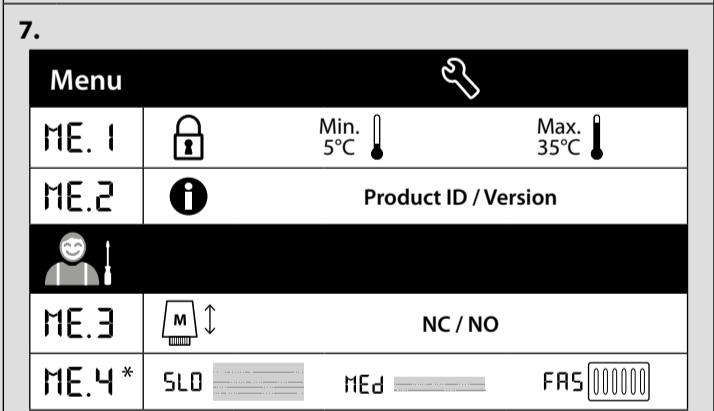 7.
Menu
ME. 1 Min. 5°C Max. 35°C
ME.2 Product ID / Version
ME.3 M NC / NO
ME.4* SLO MEd FAS